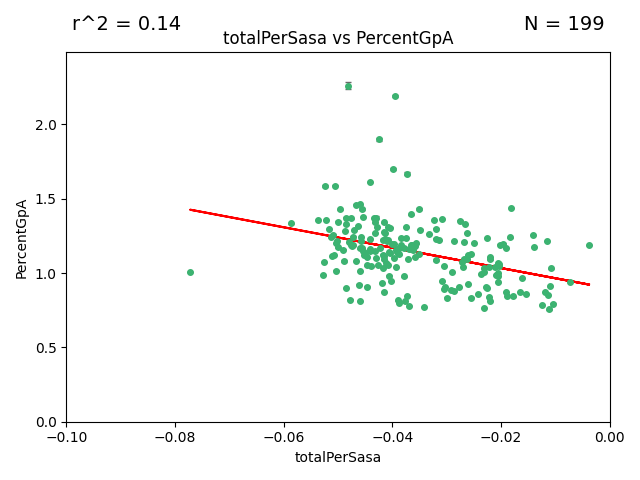 r^2 = 0.14
N = 199
totalPerSasa vs PercentGpA
PercentGpA
2.0
1.5
1.0
0.5
0.0
−0.10
−0.08
−0.06
−0.04
−0.02
0.00
totalPerSasa